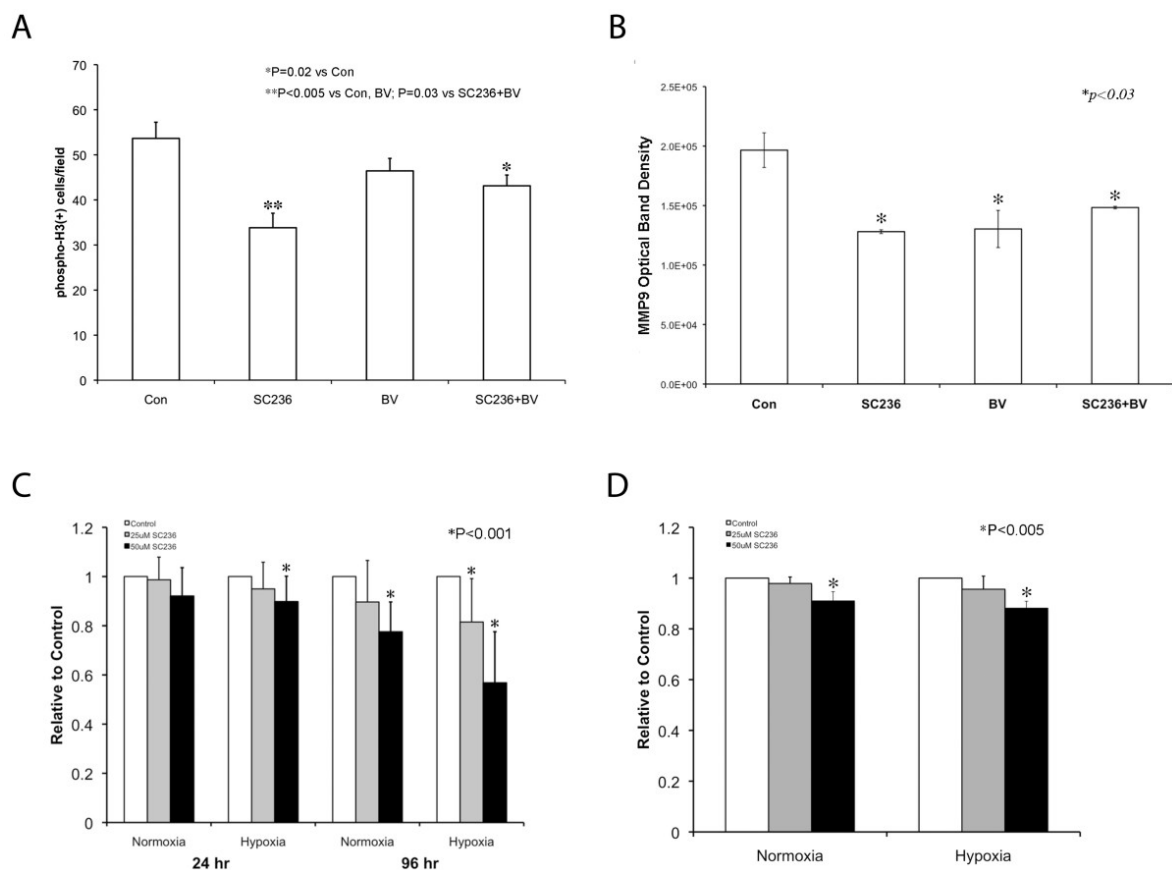 A
70
60
50
40
30
20
10
0
phospho-H3(+) cells/field
*P=0.02 vs Con
**P<0.005 vs Con, BV; P=0.03 vs SC236+BV
**
*
Con SC236 BV SC236+BV
B
2.5E+05
2.0E+05
1.5E+05
1.0E+05
5.0E+04
0.0E+00
MMP9 Optical Band Density
*p<0.03
* * *
Con SC236 BV SC236+BV
C
1.2
1
0.8
0.6
0.4
0.2
0
Relative to Control
Control
25uM SC236
50uM SC236
*P<0.001
* * * *
Normoxia Hypoxia Normoxia Hypoxia
24 hr 96 hr
D
1.2
1
0.8
0.6
0.4
0.2
0
Relative to Control
Control
25uM SC236
50uM SC236
*P<0.005
* *
Normoxia Hypoxia